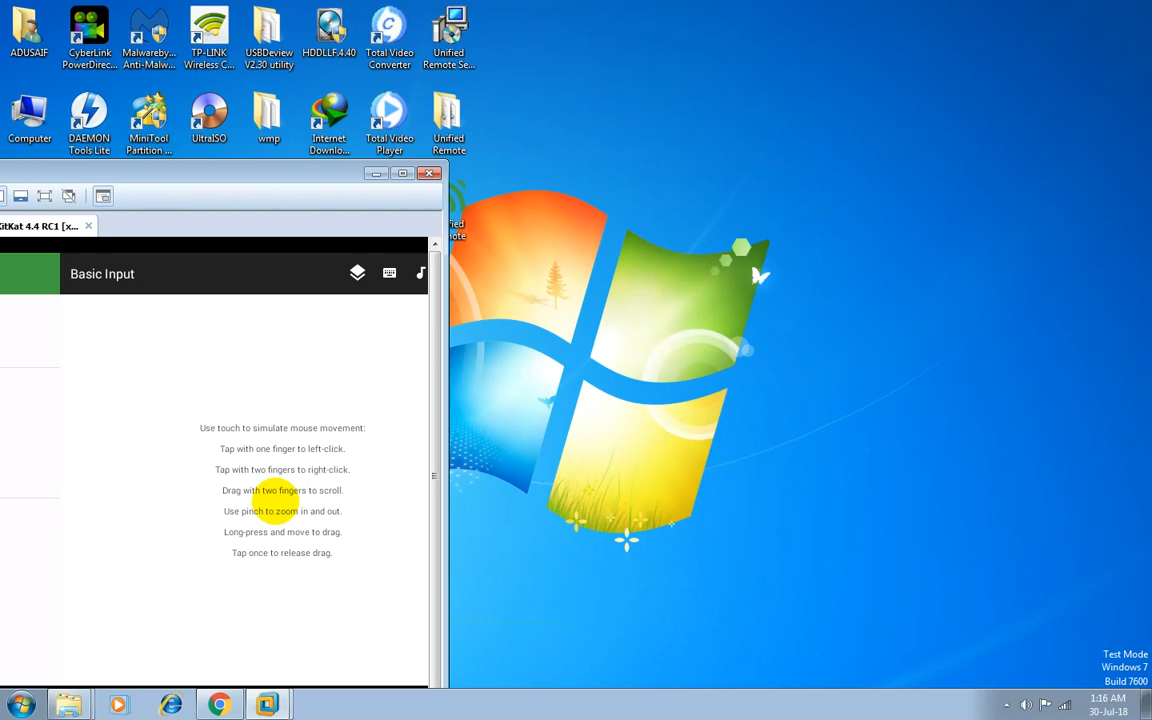 ADUSAIF
CyberLink
PowerDirec...
Malwareby...
Anti-Malw...
TP-LINK
Wireless C...
USBDeview
V2.30 utility
HDDLLF.4.40
Total Video
Converter
Unified
Remote Se...
Computer
DAEMON
Tools Lite
MiniTool
Partition ...
UltraISO
wmp
Internet
Downlo...
Total Video
Player
Unified
Remote
KitKat 4.4 RC1 [x...
Basic Input
Use touch to simulate mouse movement:
Tap with one finger to left-click.
Tap with two fingers to right-click.
Drag with two fingers to scroll.
Use pinch to zoom in and out.
Long-press and move to drag.
Tap once to release drag.
Test Mode
Windows 7
Build 7600
1:16 AM
30-Jul-18